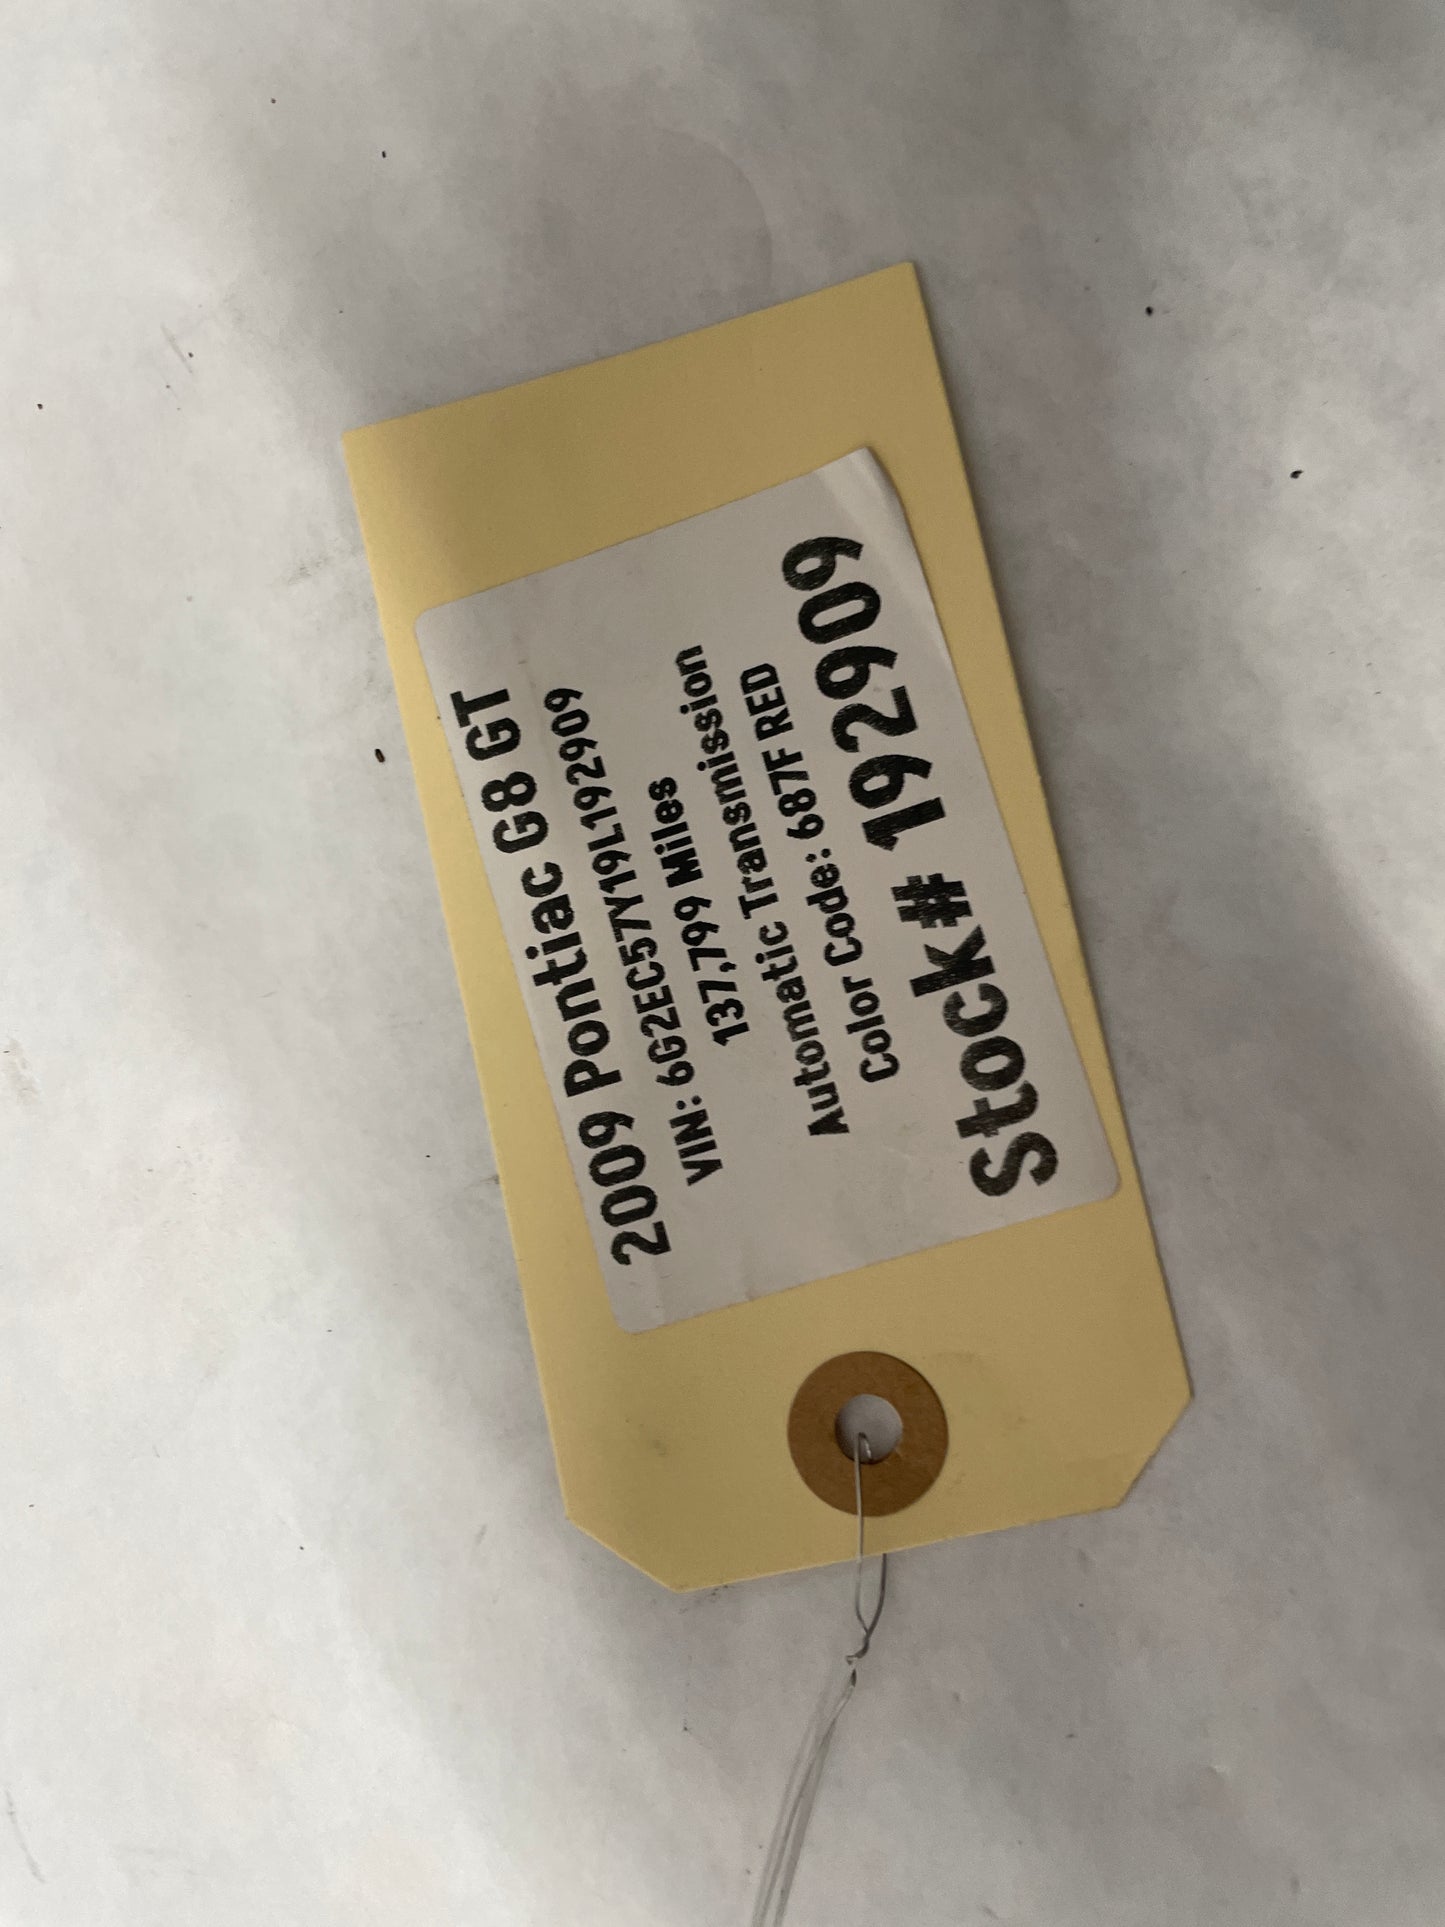 2009 Pontiac G8 GT
VIN: 6G2EC57Y19L192909
137,799 Miles
Automatic Transmission
Color Code: 687F RED
Stock# 192909